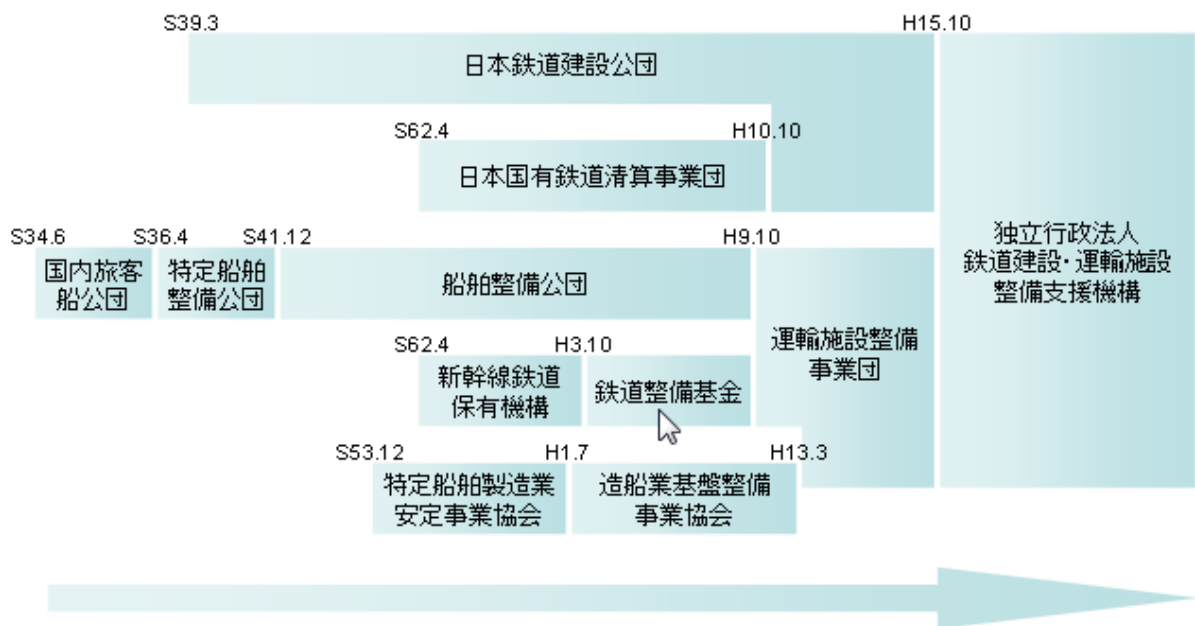 S39.3
H15.10
日本鉄道建設公団
S62.4
H10.10
日本国有鉄道清算事業団
S34.6
S36.4
S41.12
H9.10
国内旅客
船公団
特定船舶
整備公団
船舶整備公団
独立行政法人
鉄道建設・運輸施設
整備支援機構
運輸施設整備
事業団
S62.4
H3.10
新幹線鉄道
保有機構
鉄道整備基金
S53.12
H1.7
H13.3
特定船舶製造業
安定事業協会
造船業基盤整備
事業協会